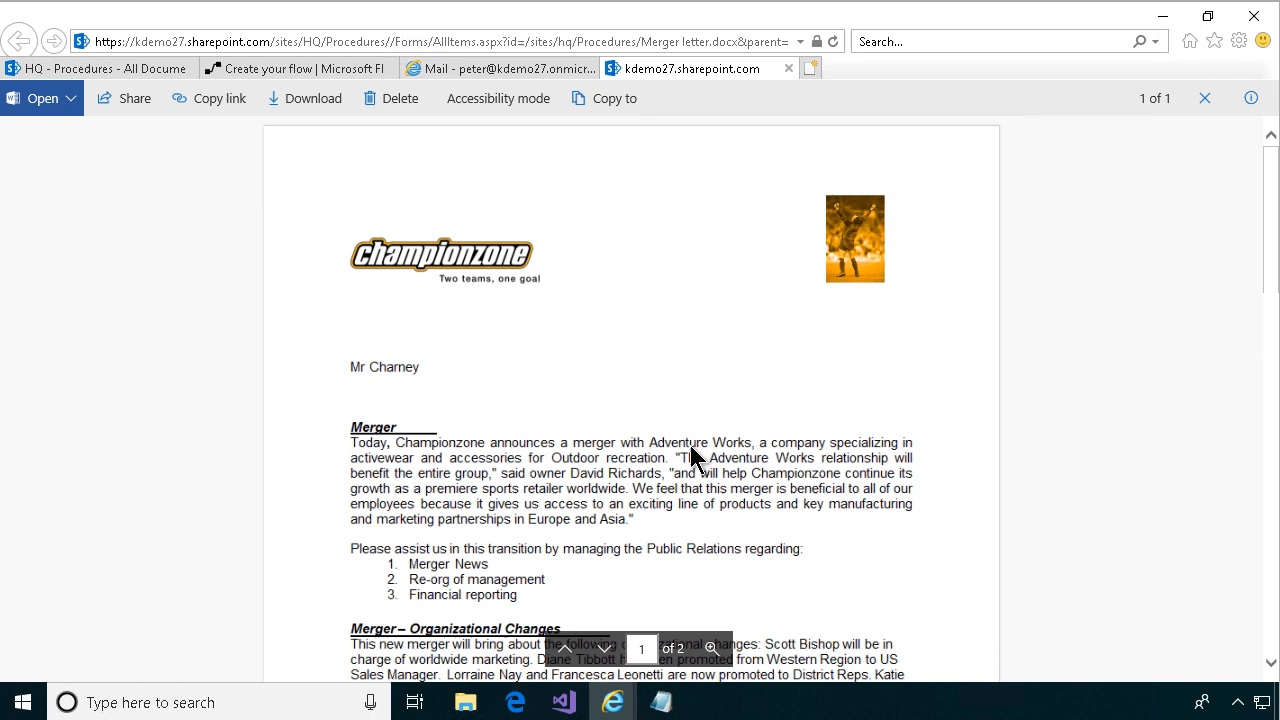 https://kdemo27.sharepoint.com/sites/HQ/Procedures//Forms/AllItems.aspx?id=/sites/HQ/Procedures/Merger letter.docx&parent=
Search...
HQ - Procedures - All Docume
Create your flow | Microsoft Fl
Mail - peter@kdemo27.onmicr...
kdemo27.sharepoint.com
Open
Share
Copy link
Download
Delete
Accessibility mode
Copy to
1 of 1
championzone
Two teams, one goal
Mr Charney
Merger
Today, Championzone announces a merger with Adventure Works, a company specializing in
activewear and accessories for Outdoor recreation. "The Adventure Works relationship will
benefit the entire group," said owner David Richards, "and will help Championzone continue its
growth as a premiere sports retailer worldwide. We feel that this merger is beneficial to all of our
employees because it gives us access to an exciting line of products and key manufacturing
and marketing partnerships in Europe and Asia."
Please assist us in this transition by managing the Public Relations regarding:
1. Merger News
2. Re-org of management
3. Financial reporting
Merger – Organizational Changes
This new merger will bring about the following organizational changes: Scott Bishop will be in
charge of worldwide marketing. Diane Tibbott has been promoted from Western Region to US
Sales Manager. Lorraine Nay and Francesca Leonetti are now promoted to District Reps. Katie
1 of 2
Type here to search